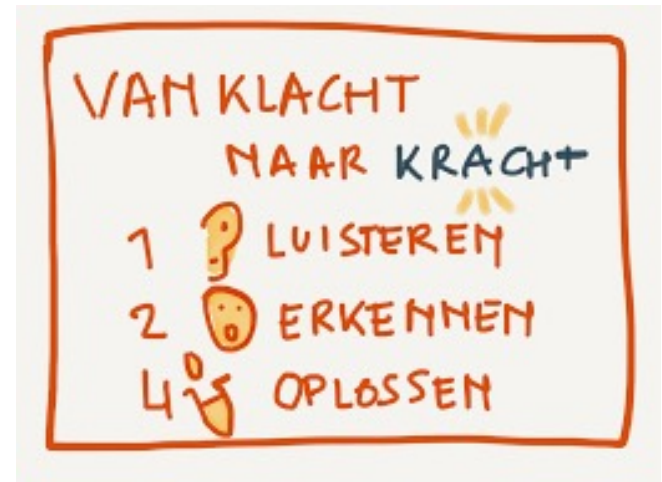 VAN KLACHT
NAAR KRACHT
1 LUISTEREN
2 ERKENNEN
4 OPLOSSEN